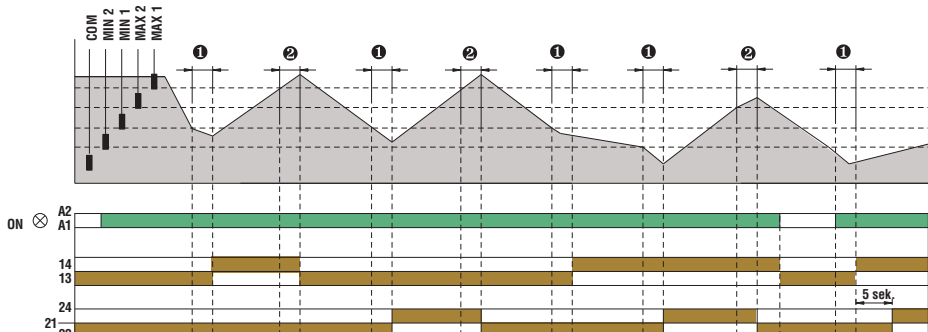 COM
MIN 2
MIN 1
MAX 2
MAX 1
❶ ❷ ❶ ❷ ❶ ❶ ❷ ❶
A2
ON A1
14
13
5 sek.
24
21